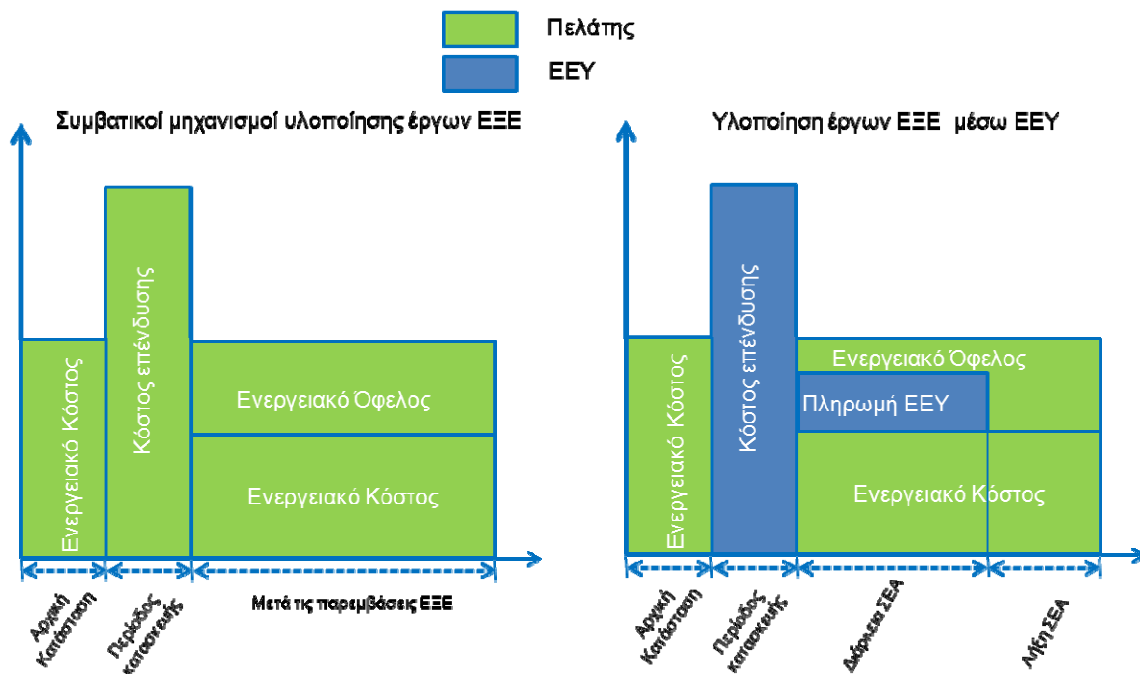 Πελάτης
ΕΕΥ
Συμβατικοί μηχανισμοί υλοποίησης έργων ΕΞΕ
Ενεργειακό Κόστος
Κόστος επένδυσης
Ενεργειακό Όφελος
Ενεργειακό Κόστος
Αρχική
Κατάσταση
Περίοδος
κατασκευής
Μετά τις παρεμβάσεις ΕΞΕ
Υλοποίηση έργων ΕΞΕ μέσω ΕΕΥ
Ενεργειακό Κόστος
Κόστος επένδυσης
Ενεργειακό Όφελος
Πληρωμή ΕΕΥ
Ενεργειακό Κόστος
Αρχική
Κατάσταση
Περίοδος
κατασκευής
Διάρκεια ΣΕΑ
Λήξη ΣΕΑ